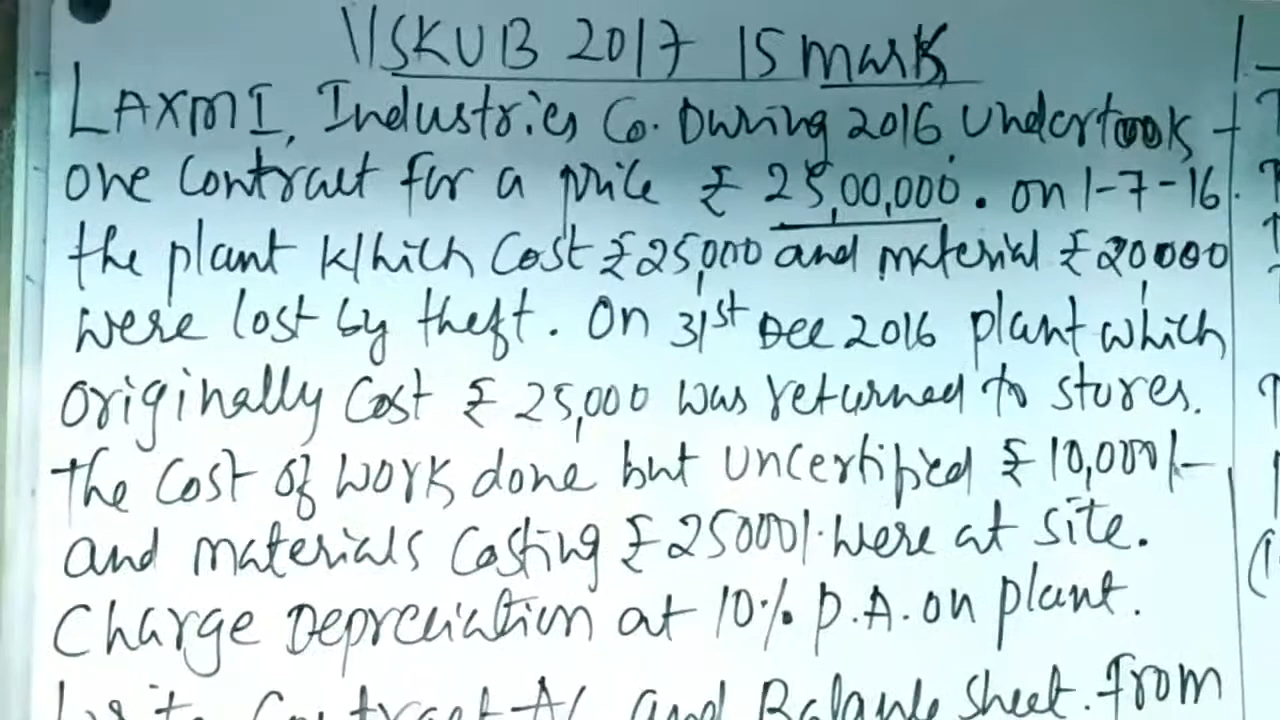 VSKUB 2017 15 mark
LAXMI, Industries Co. During 2016 undertook
one contract for a price ₹ 25,00,000. on 1-7-16
the plant Which Cost ₹25,000 and material ₹20000
were lost by theft. On 31st Dec 2016 plant which
originally Cost ₹ 25,000 was returned to stores.
the Cost of work done but uncertified ₹ 10,000/-
and materials Costing ₹25000/. were at site.
Charge Depreciation at 10% P.A. on plant.
Contract A/c and Balance Sheet. From